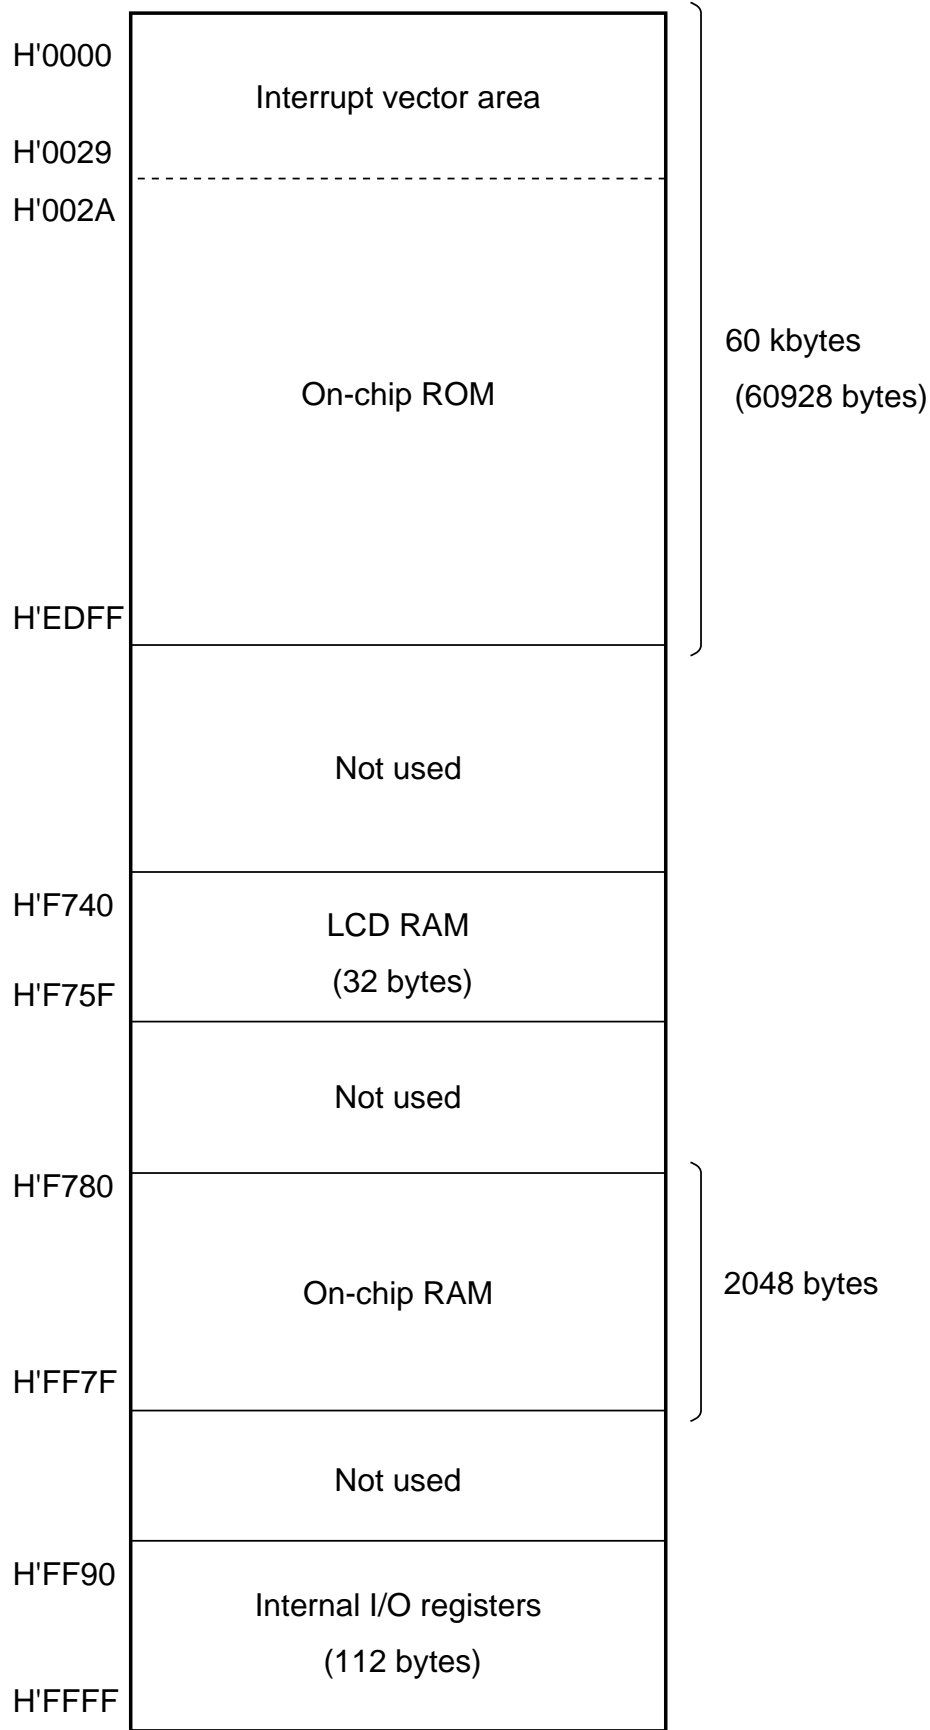 H'0000
Interrupt vector area
H'0029
H'002A
60 kbytes
On-chip ROM
(60928 bytes)
H'EDFF
Not used
H'F740
LCD RAM
(32 bytes)
H'F75F
Not used
H'F780
On-chip RAM
2048 bytes
H'FF7F
Not used
H'FF90
Internal I/O registers
(112 bytes)
H'FFFF